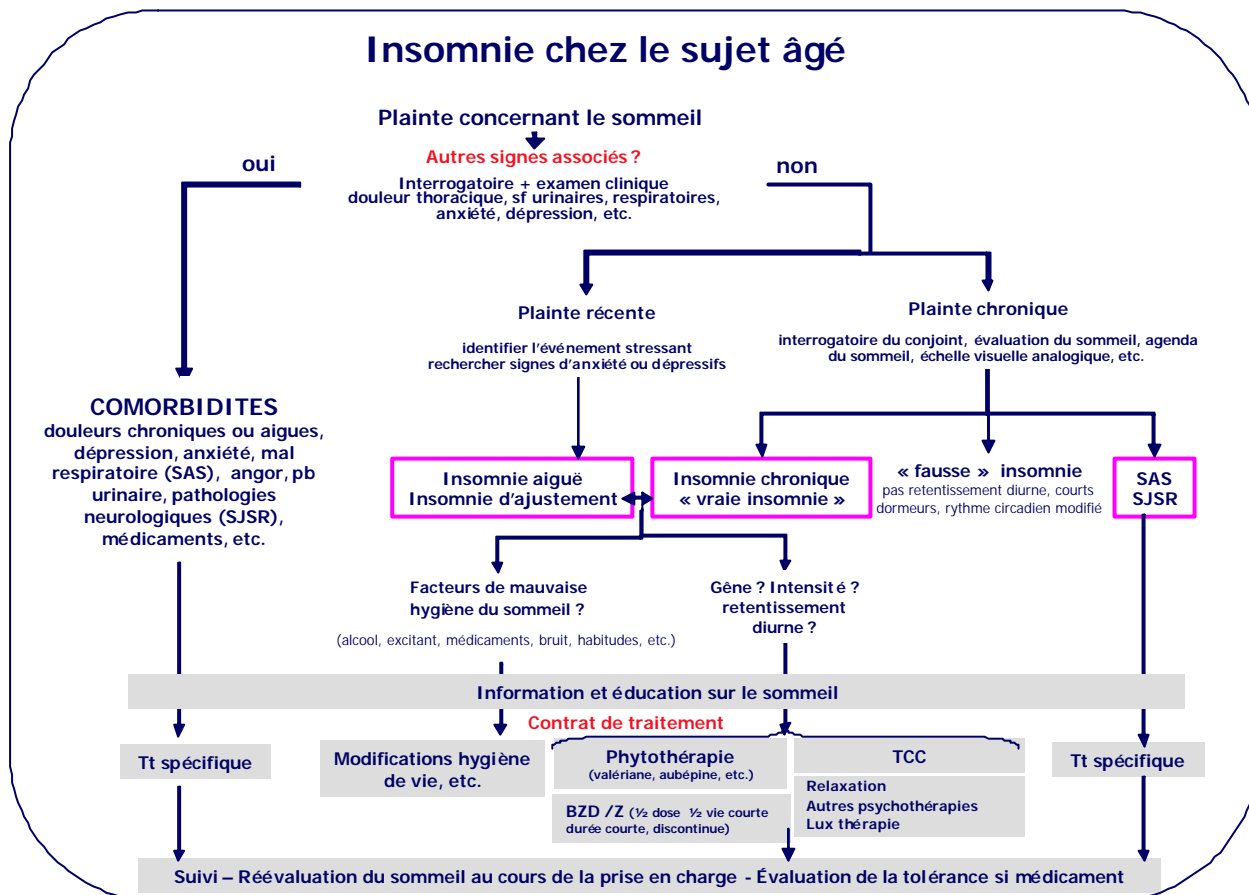 Insomnie chez le sujet âgé
Plainte concernant le sommeil
Autres signes associés ?
oui
non
Interrogatoire + examen clinique
douleur thoracique, sf urinaires, respiratoires,
anxiété, dépression, etc.
Plainte récente
identifier l'événement stressant
rechercher signes d'anxiété ou dépressifs
Plainte chronique
interrogatoire du conjoint, évaluation du sommeil, agenda
du sommeil, échelle visuelle analogique, etc.
COMORBIDITES
douleurs chroniques ou aigues,
dépression, anxiété, mal
respiratoire (SAS), angor, pb
urinaire, pathologies
neurologiques (SJSR),
médicaments, etc.
Insomnie aiguë
Insomnie d'ajustement
Insomnie chronique
« vraie insomnie »
« fausse » insomnie
pas retentissement diurne, courts
dormeurs, rythme circadien modifié
SAS
SJSR
Facteurs de mauvaise
hygiène du sommeil ?
(alcool, excitant, médicaments, bruit, habitudes, etc.)
Gêne ? Intensité ?
retentissement
diurne ?
Information et éducation sur le sommeil
Contrat de traitement
Tt spécifique
Modifications hygiène
de vie, etc.
Phytothérapie
(valériane, aubépine, etc.)
BZD /Z (½ dose ½ vie courte
durée courte, discontinue)
TCC
Relaxation
Autres psychothérapies
Lux thérapie
Tt spécifique
Suivi – Réévaluation du sommeil au cours de la prise en charge - Évaluation de la tolérance si médicament